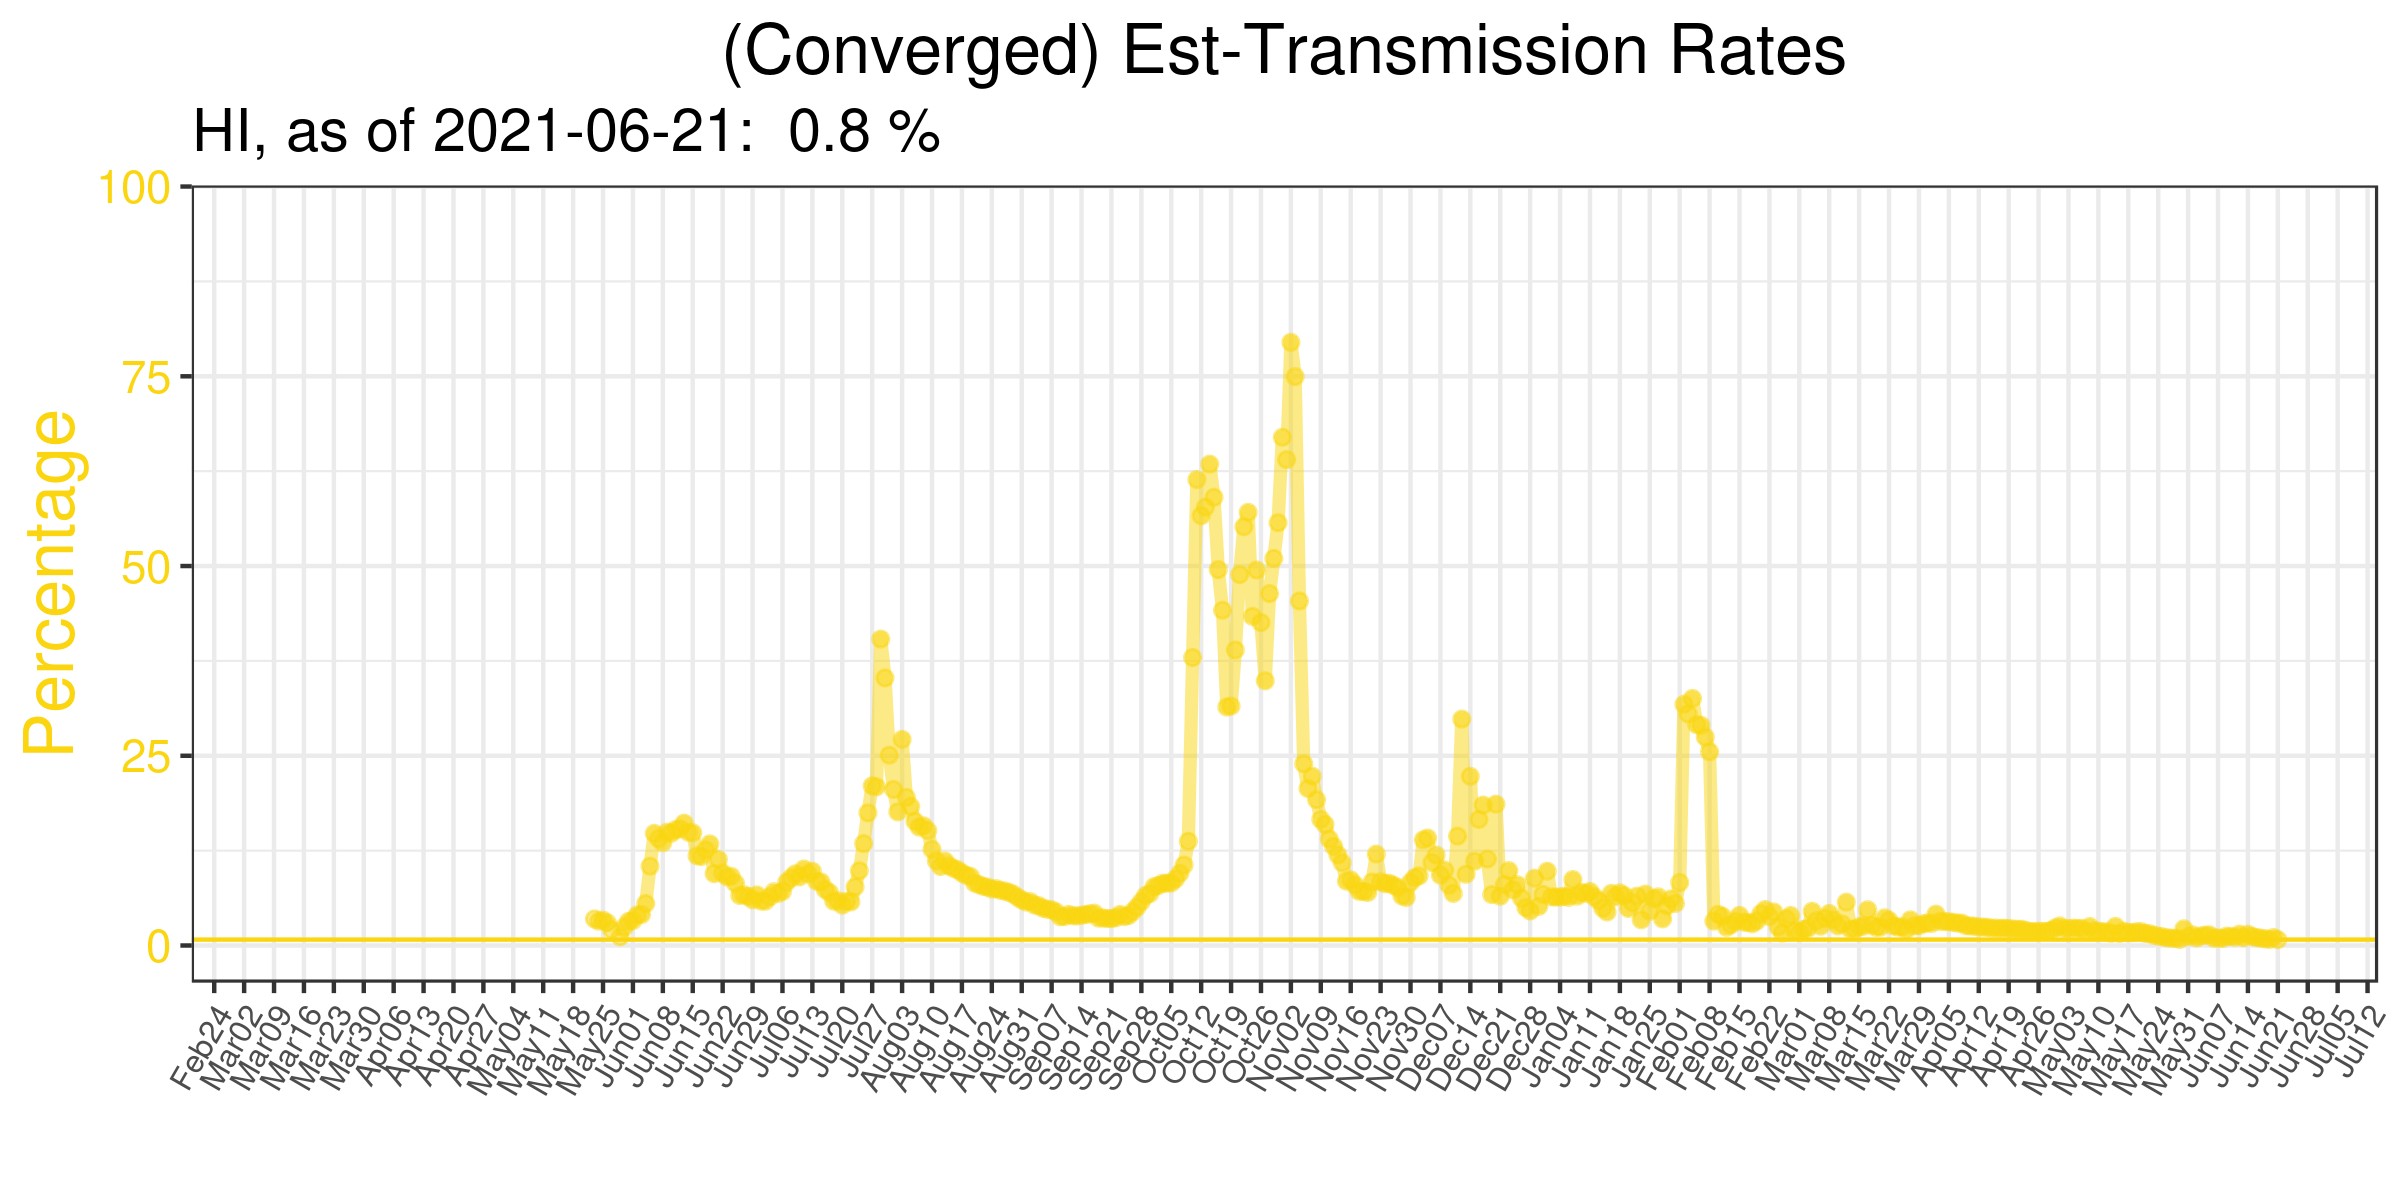 (Converged) Est-Transmission Rates
HI, as of 2021-06-21: 0.8 %
Percentage
100
75
50
25
0
Feb24
Mar02
Mar09
Mar16
Mar23
Mar30
Apr06
Apr13
Apr20
Apr27
May04
May11
May18
May25
Jun01
Jun08
Jun15
Jun22
Jun29
Jul06
Jul13
Jul20
Jul27
Aug03
Aug10
Aug17
Aug24
Aug31
Sep07
Sep14
Sep21
Sep28
Oct05
Oct12
Oct19
Oct26
Nov02
Nov09
Nov16
Nov23
Nov30
Dec07
Dec14
Dec21
Dec28
Jan04
Jan11
Jan18
Jan25
Feb01
Feb08
Feb15
Feb22
Mar01
Mar08
Mar15
Mar22
Mar29
Apr05
Apr12
Apr19
Apr26
May03
May10
May17
May24
May31
Jun07
Jun14
Jun21
Jun28
Jul05
Jul12